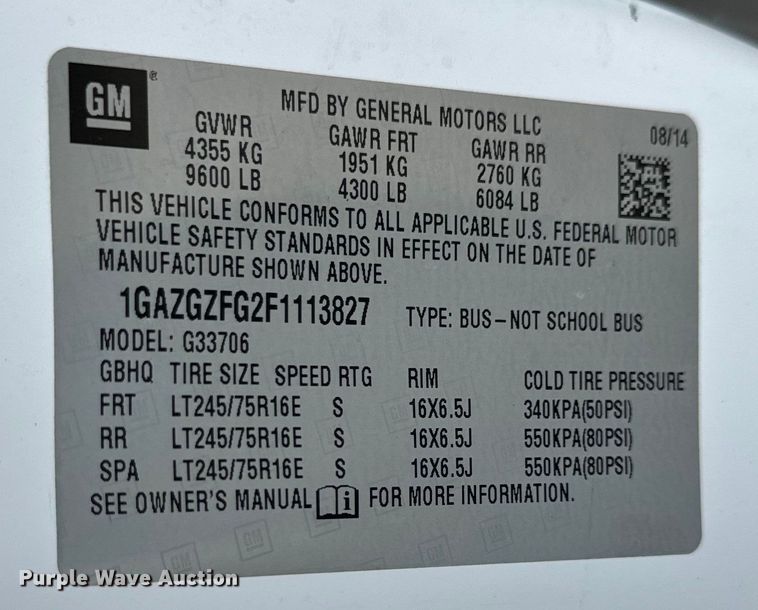 GM®
MFD BY GENERAL MOTORS LLC
08/14
GVWR GAWR FRT GAWR RR
4355 KG 1951 KG 2760 KG
9600 LB 4300 LB 6084 LB
THIS VEHICLE CONFORMS TO ALL APPLICABLE U.S. FEDERAL MOTOR
VEHICLE SAFETY STANDARDS IN EFFECT ON THE DATE OF
MANUFACTURE SHOWN ABOVE.
1GAZGZFG2F1113827 TYPE: BUS–NOT SCHOOL BUS
MODEL: G33706
GBHQ TIRE SIZE SPEED RTG RIM COLD TIRE PRESSURE
FRT LT245/75R16E S 16X6.5J 340KPA(50PSI)
RR LT245/75R16E S 16X6.5J 550KPA(80PSI)
SPA LT245/75R16E S 16X6.5J 550KPA(80PSI)
SEE OWNER'S MANUAL i FOR MORE INFORMATION.
Purple Wave Auction